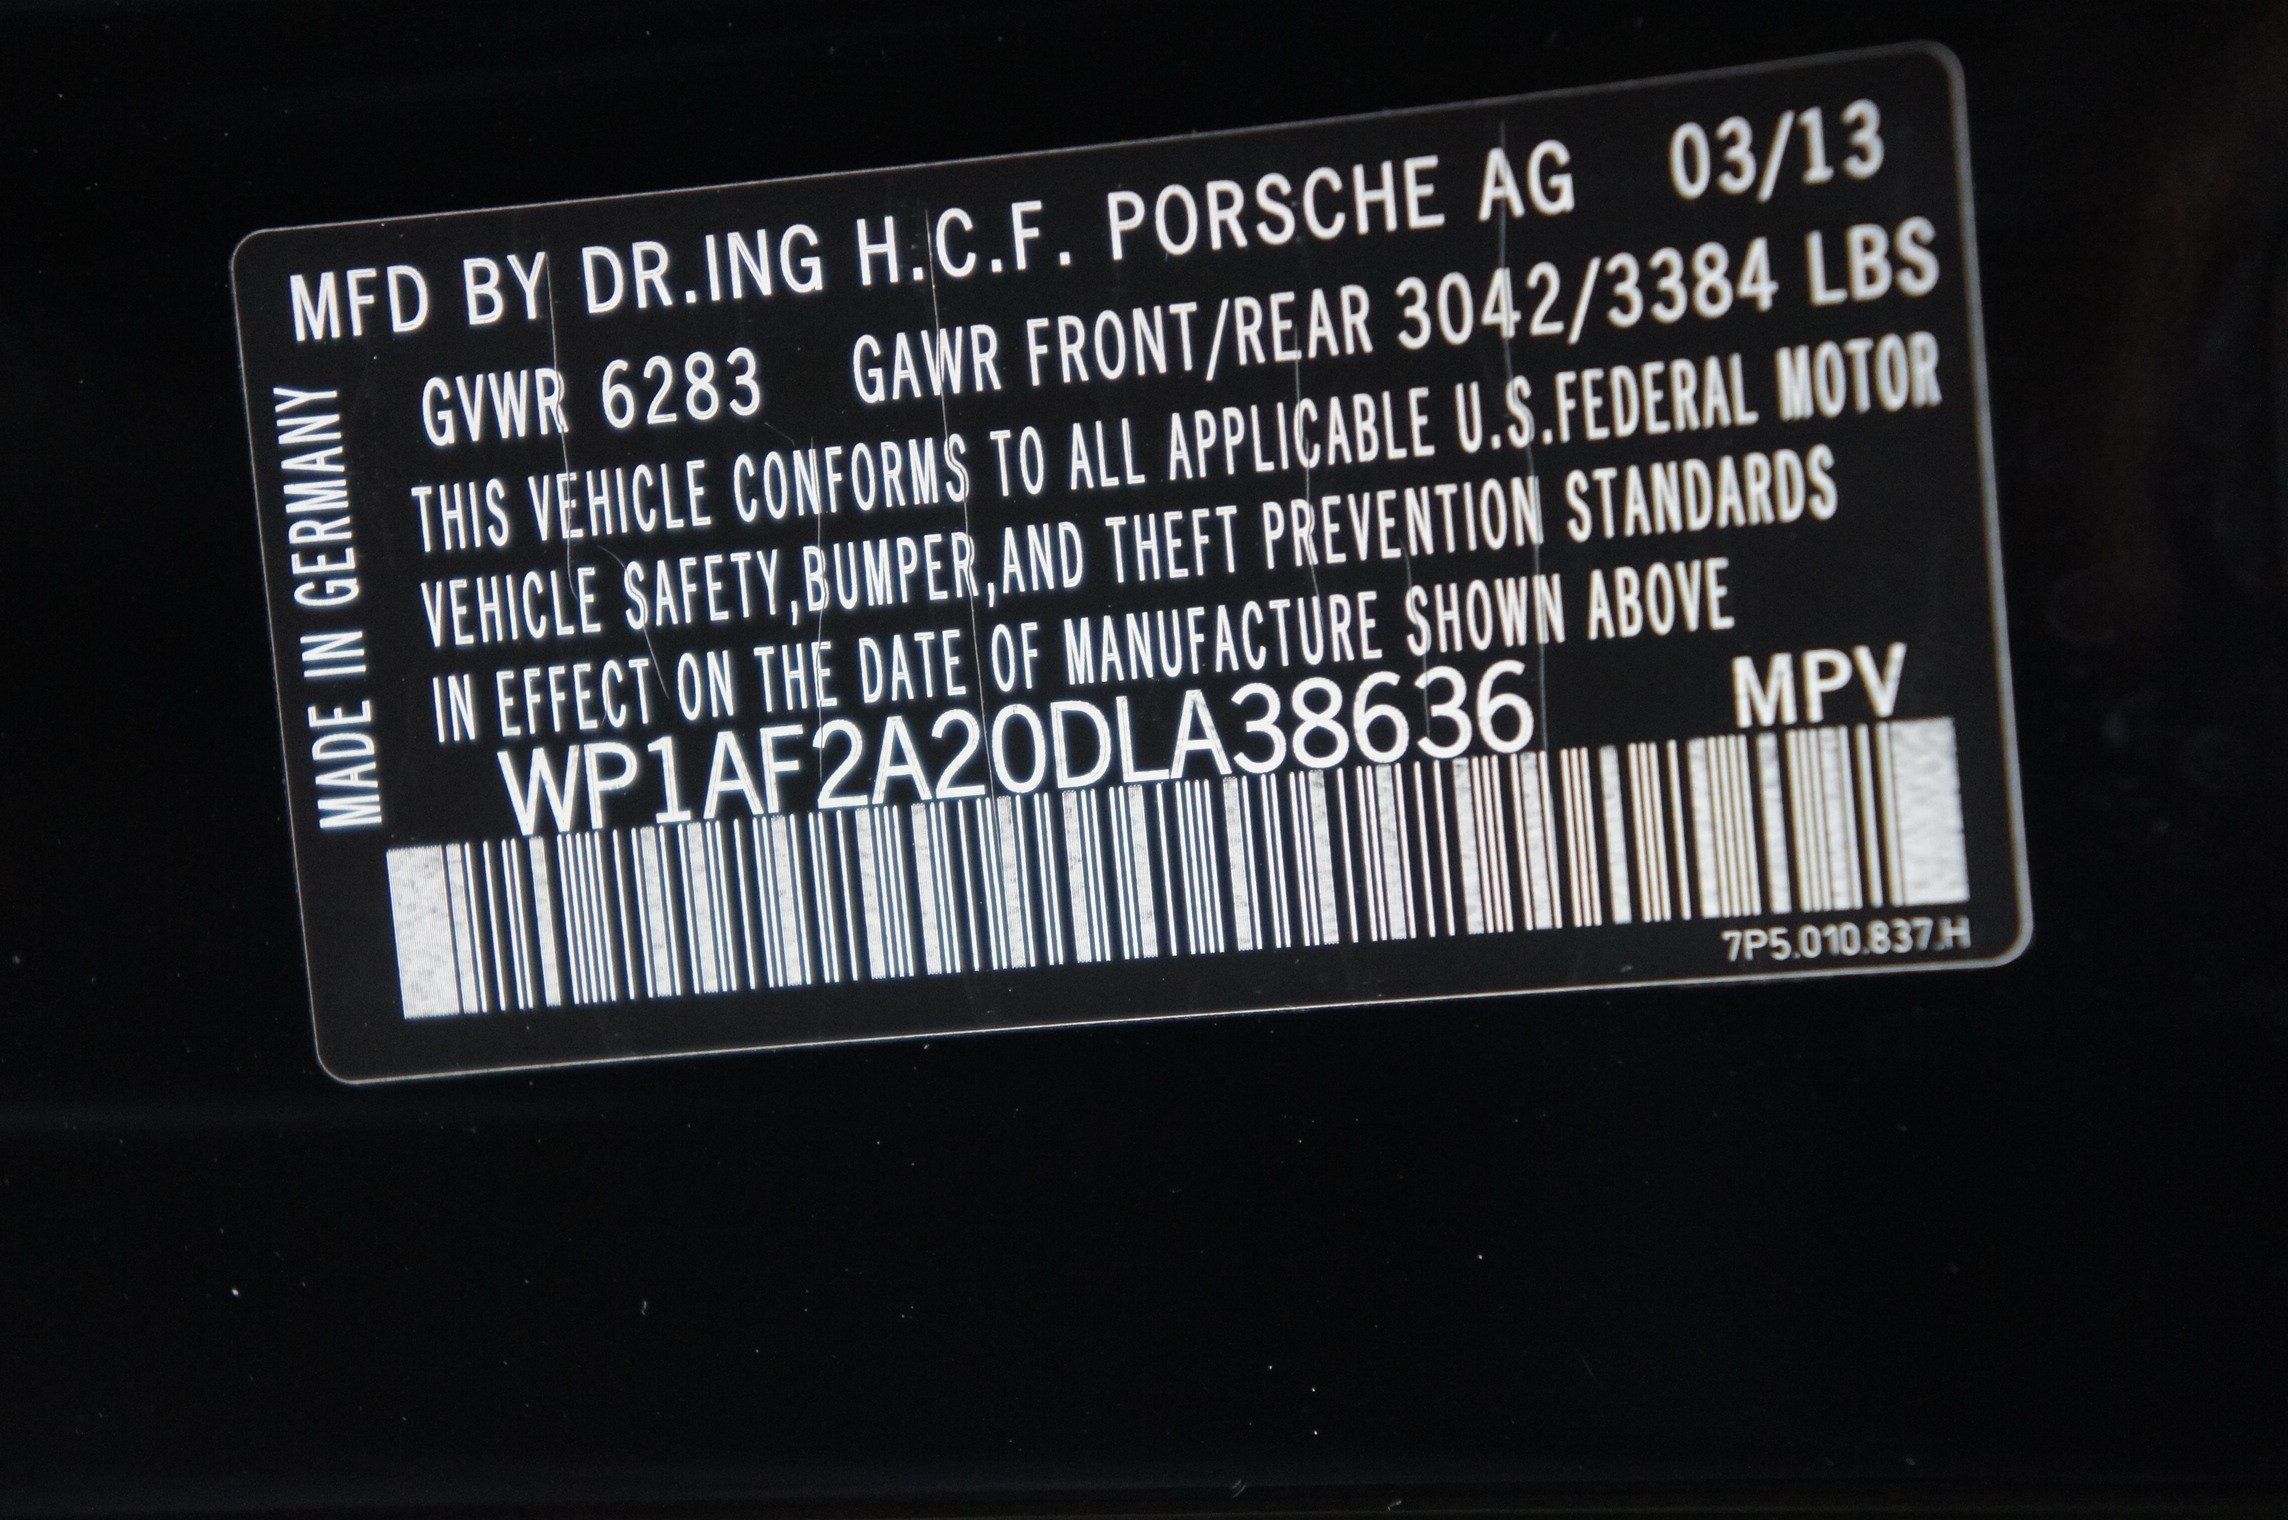 MFD BY DR.ING H.C.F. PORSCHE AG 03/13
GVWR 6283 GAWR FRONT/REAR 3042/3384 LBS
THIS VEHICLE CONFORMS TO ALL APPLICABLE U.S.FEDERAL MOTOR
VEHICLE SAFETY,BUMPER,AND THEFT PREVENTION STANDARDS
IN EFFECT ON THE DATE OF MANUFACTURE SHOWN ABOVE
WP1AF2A20DLA38636 MPV
7P5.010.837.H
MADE IN GERMANY